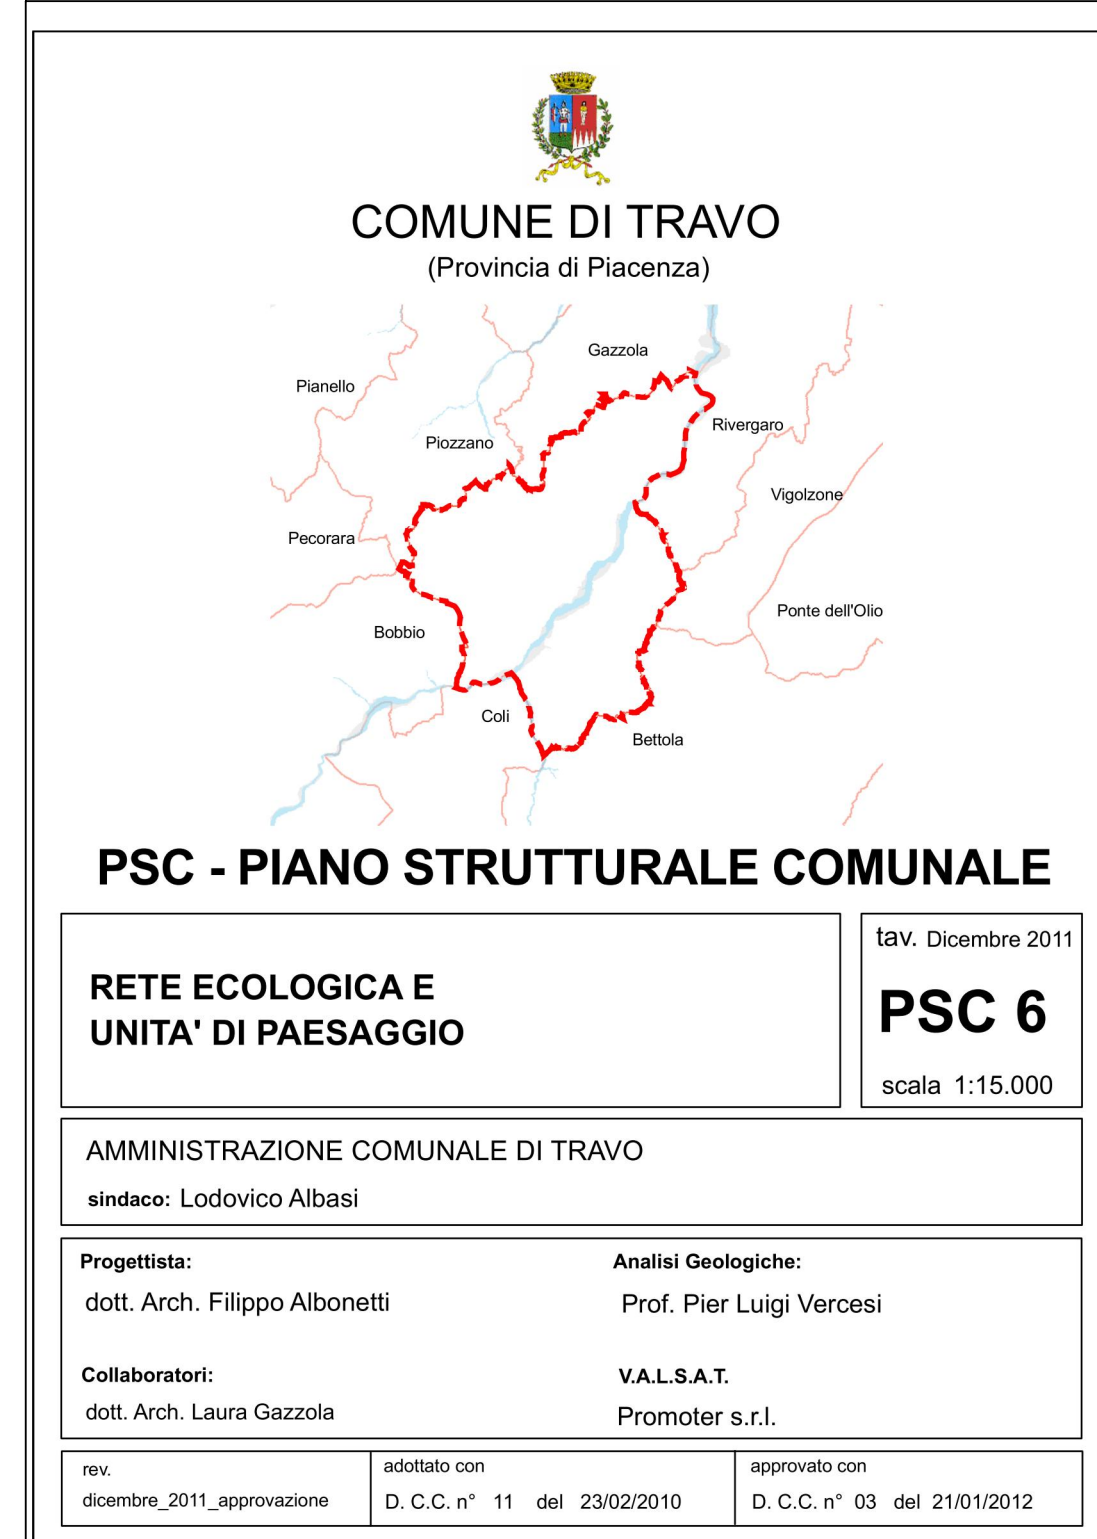 COMUNE DI TRAVO
(Provincia di Piacenza)
Gazzola
Pianello
Rivergaro
Piozzano
Vigolzone
Pecorara
Ponte dell'Olio
Bobbio
Coli
Bettola
PSC - PIANO STRUTTURALE COMUNALE
RETE ECOLOGICA E
UNITA' DI PAESAGGIO
tav. Dicembre 2011
PSC 6
scala 1:15.000
AMMINISTRAZIONE COMUNALE DI TRAVO
sindaco: Lodovico Albasi
Progettista:
dott. Arch. Filippo Albonetti
Analisi Geologiche:
Prof. Pier Luigi Vercesi
Collaboratori:
dott. Arch. Laura Gazzola
V.A.L.S.A.T.
Promoter s.r.l.
rev.
dicembre_2011_approvazione
adottato con
D. C.C. n° 11 del 23/02/2010
approvato con
D. C.C. n° 03 del 21/01/2012